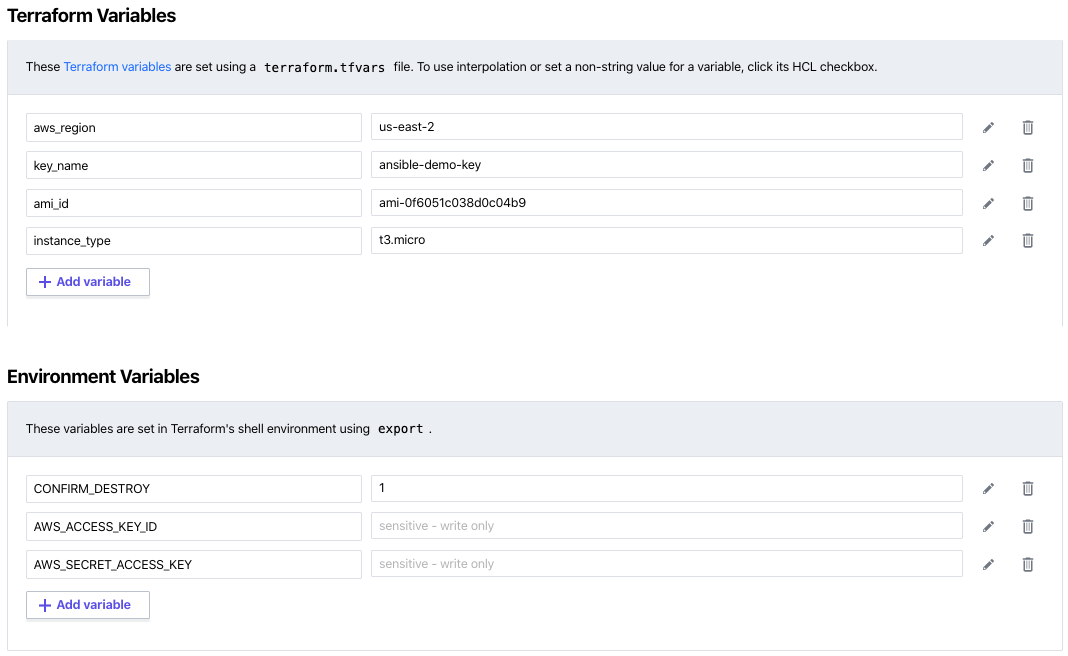 Terraform Variables
These Terraform variables are set using a terraform.tfvars file. To use interpolation or set a non-string value for a variable, click its HCL checkbox.
aws_region us-east-2
key_name ansible-demo-key
ami_id ami-0f6051c038d0c04b9
instance_type t3.micro
+ Add variable
Environment Variables
These variables are set in Terraform's shell environment using export .
CONFIRM_DESTROY 1
AWS_ACCESS_KEY_ID sensitive - write only
AWS_SECRET_ACCESS_KEY sensitive - write only
+ Add variable